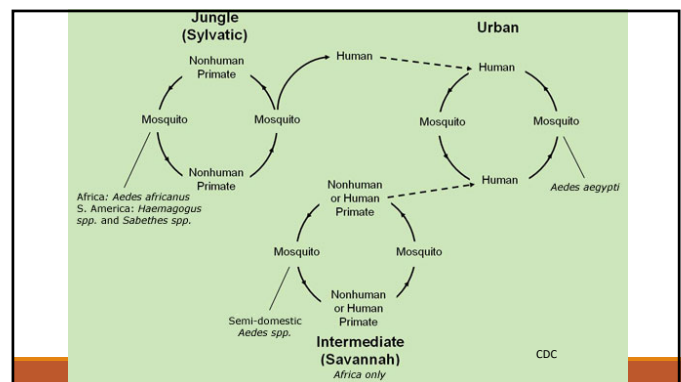 Jungle
(Sylvatic)
Urban
Human
Human
Nonhuman
Primate
Mosquito
Mosquito
Mosquito
Mosquito
Nonhuman
Primate
Human
Nonhuman
or Human
Primate
Aedes aegypti
Africa: Aedes africanus
S. America: Haemagogus
spp. and Sabethes spp.
Mosquito
Mosquito
Nonhuman
or Human
Primate
Semi-domestic
Aedes spp.
Intermediate
(Savannah)
Africa only
CDC